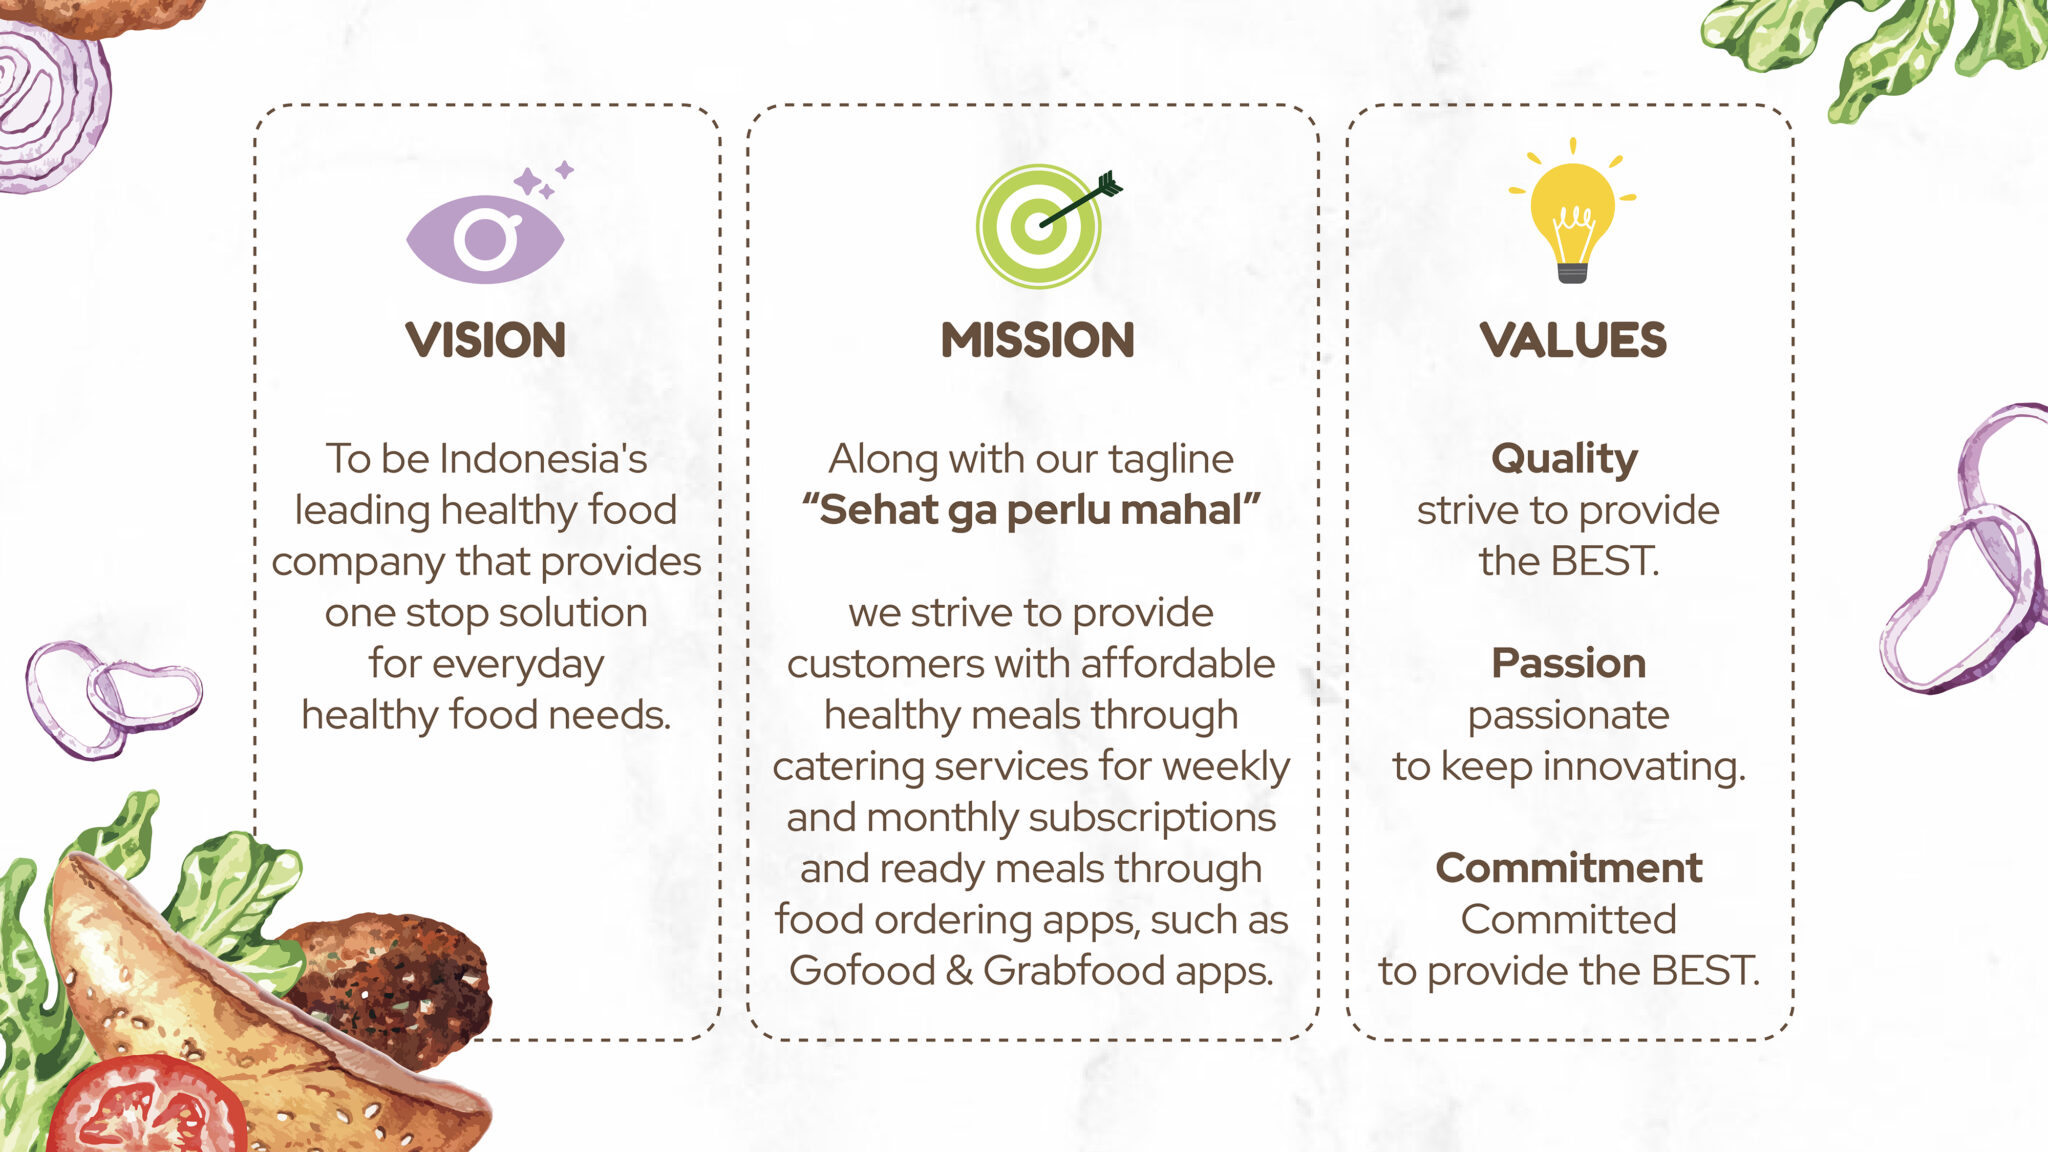 VISION
To be Indonesia's
leading healthy food
company that provides
one stop solution
for everyday
healthy food needs.
MISSION
Along with our tagline
“Sehat ga perlu mahal”
we strive to provide
customers with affordable
healthy meals through
catering services for weekly
and monthly subscriptions
and ready meals through
food ordering apps, such as
Gofood & Grabfood apps.
VALUES
Quality
strive to provide
the BEST.
Passion
passionate
to keep innovating.
Commitment
Committed
to provide the BEST.